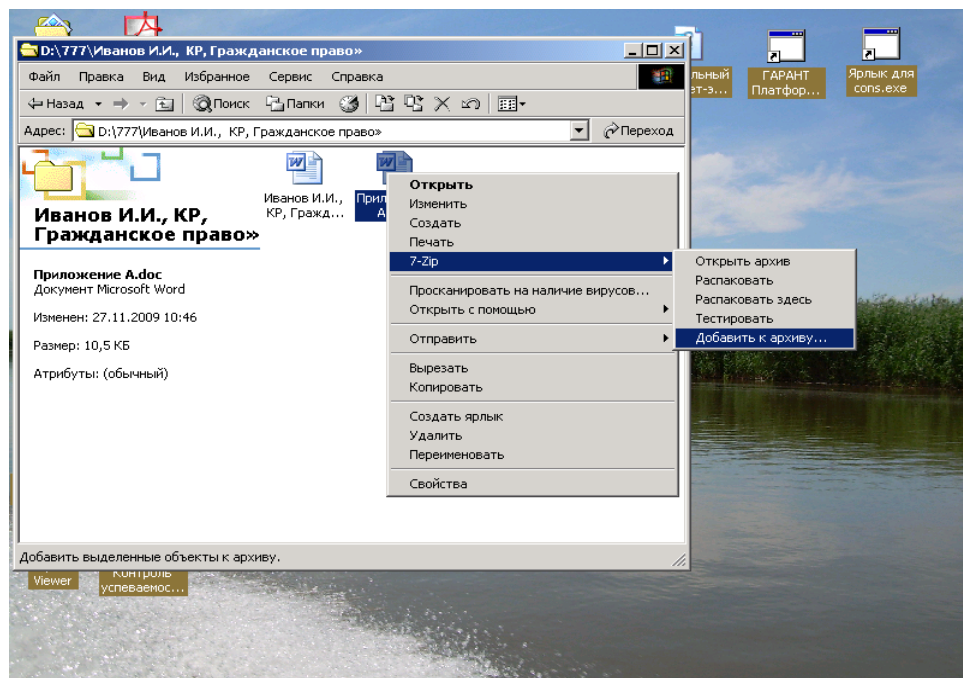 D:\777\Иванов И.И., КР, Гражданское право»
Файл Правка Вид Избранное Сервис Справка
Назад Поиск Папки
Адрес: D:\777\Иванов И.И., КР, Гражданское право» Переход
Иванов И.И., КР,
Гражданское право»
Приложение А.doc
Документ Microsoft Word
Изменен: 27.11.2009 10:46
Размер: 10,5 КБ
Атрибуты: (обычный)
Иванов И.И.,
КР, Гражд...
Прил
А
Открыть
Изменить
Создать
Печать
7-Zip
Просканировать на наличие вирусов...
Открыть с помощью
Отправить
Вырезать
Копировать
Создать ярлык
Удалить
Переименовать
Свойства
Открыть архив
Распаковать
Распаковать здесь
Тестировать
Добавить к архиву...
Добавить выделенные объекты к архиву.
льный
ет-э...
ГАРАНТ
Платфор...
Ярлык для
cons.exe
Viewer
Контроль
успеваемос...